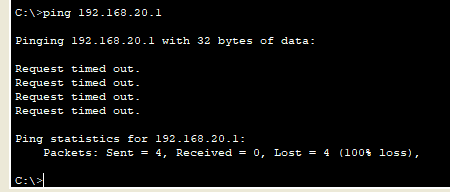 C:\>ping 192.168.20.1
Pinging 192.168.20.1 with 32 bytes of data:
Request timed out.
Request timed out.
Request timed out.
Request timed out.
Ping statistics for 192.168.20.1:
Packets: Sent = 4, Received = 0, Lost = 4 (100% loss),
C:\>